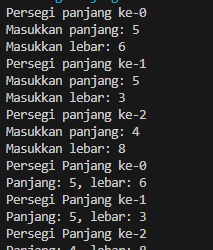 Persegi panjang ke-0
Masukkan panjang: 5
Masukkan lebar: 6
Persegi panjang ke-1
Masukkan panjang: 5
Masukkan lebar: 3
Persegi panjang ke-2
Masukkan panjang: 4
Masukkan lebar: 8
Persegi Panjang ke-0
Panjang: 5, lebar: 6
Persegi Panjang ke-1
Panjang: 5, lebar: 3
Persegi Panjang ke-2
Panjang: 4, lebar: 8